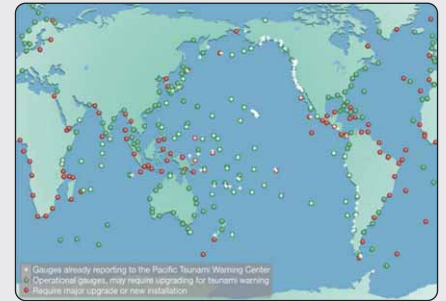 Gauges already reporting to the Pacific Tsunami Warning Center
Operational gauges, may require upgrading for tsunami warning
Require major upgrade or new installation